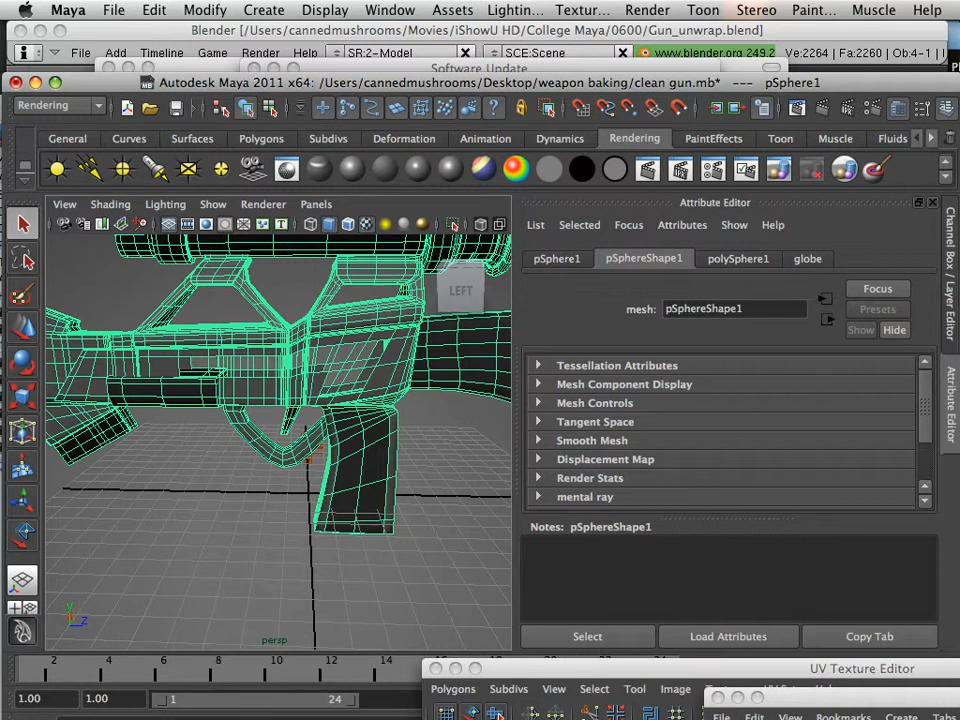 Maya File Edit Modify Create Display Window Assets Lightin... Textur... Render Toon Stereo Paint... Muscle Help
Blender [/Users/cannedmushrooms/Movies/iShowU HD/College Maya/0600/Gun_unwrap.blend]
File Add Timeline Game Render Help SR:2-Model SCE:Scene www.blender.org 249.2 Ve:2264 | Fa:2260 | Ob:4-1 |
Software Update
Autodesk Maya 2011 x64: /Users/cannedmushrooms/Desktop/weapon baking/clean gun.mb* --- pSphere1
Rendering
General Curves Surfaces Polygons Subdivs Deformation Animation Dynamics Rendering PaintEffects Toon Muscle Fluids
View Shading Lighting Show Renderer Panels
Attribute Editor
List Selected Focus Attributes Show Help
pSphere1 pSphereShape1 polySphere1 globe
LEFT
mesh: pSphereShape1
Focus
Presets
Show Hide
Tessellation Attributes
Mesh Component Display
Mesh Controls
Tangent Space
Smooth Mesh
Displacement Map
Render Stats
mental ray
Notes: pSphereShape1
Select Load Attributes Copy Tab
Channel Box / Layer Editor
Attribute Editor
y
z
persp
2 4 6 8 10 12 14
1.00 1.00 1 24
UV Texture Editor
Polygons Subdivs View Select Tool Image
File Edit View Go Bookmarks Create Tabs